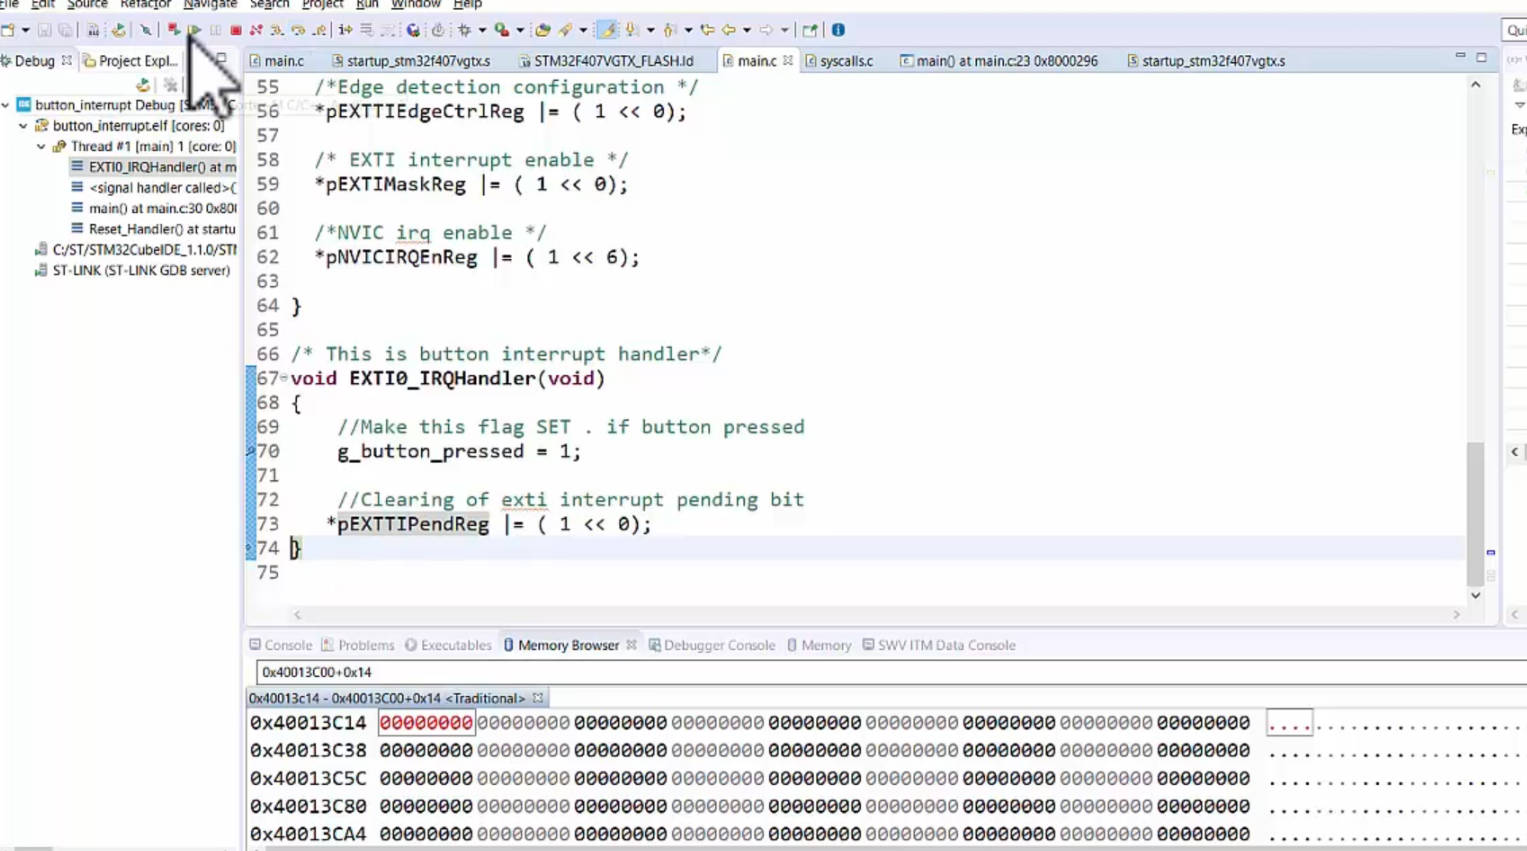 File Edit Source Refactor Navigate Search Project Run Window Help
Qui
Debug Project Expl...
main.c startup_stm32f407vgtx.s STM32F407VGTX_FLASH.ld main.c syscalls.c main() at main.c:23 0x8000296 startup_stm32f407vgtx.s
button_interrupt Debug
button_interrupt.elf [cores: 0]
Thread #1 [main] 1 [core: 0]
EXTI0_IRQHandler() at m
<signal handler called>(
main() at main.c:30 0x800
Reset_Handler() at startu
C:/ST/STM32CubeIDE_1.1.0/STM
ST-LINK (ST-LINK GDB server)
55 /*Edge detection configuration */
56 *pEXTTIEdgeCtrlReg |= ( 1 << 0);
57
58 /* EXTI interrupt enable */
59 *pEXTIMaskReg |= ( 1 << 0);
60
61 /*NVIC irq enable */
62 *pNVICIRQEnReg |= ( 1 << 6);
63
64 }
65
66 /* This is button interrupt handler*/
67 void EXTI0_IRQHandler(void)
68 {
69 //Make this flag SET . if button pressed
70 g_button_pressed = 1;
71
72 //Clearing of exti interrupt pending bit
73 *pEXTTIPendReg |= ( 1 << 0);
74 }
75
Exp
Console Problems Executables Memory Browser Debugger Console Memory SWV ITM Data Console
0x40013C00+0x14
0x40013c14 - 0x40013C00+0x14 <Traditional>
0x40013C14 00000000 00000000 00000000 00000000 00000000 00000000 00000000 00000000 00000000 ....................
0x40013C38 00000000 00000000 00000000 00000000 00000000 00000000 00000000 00000000 00000000 ....................
0x40013C5C 00000000 00000000 00000000 00000000 00000000 00000000 00000000 00000000 00000000 ....................
0x40013C80 00000000 00000000 00000000 00000000 00000000 00000000 00000000 00000000 00000000 ....................
0x40013CA4 00000000 00000000 00000000 00000000 00000000 00000000 00000000 00000000 00000000 ....................